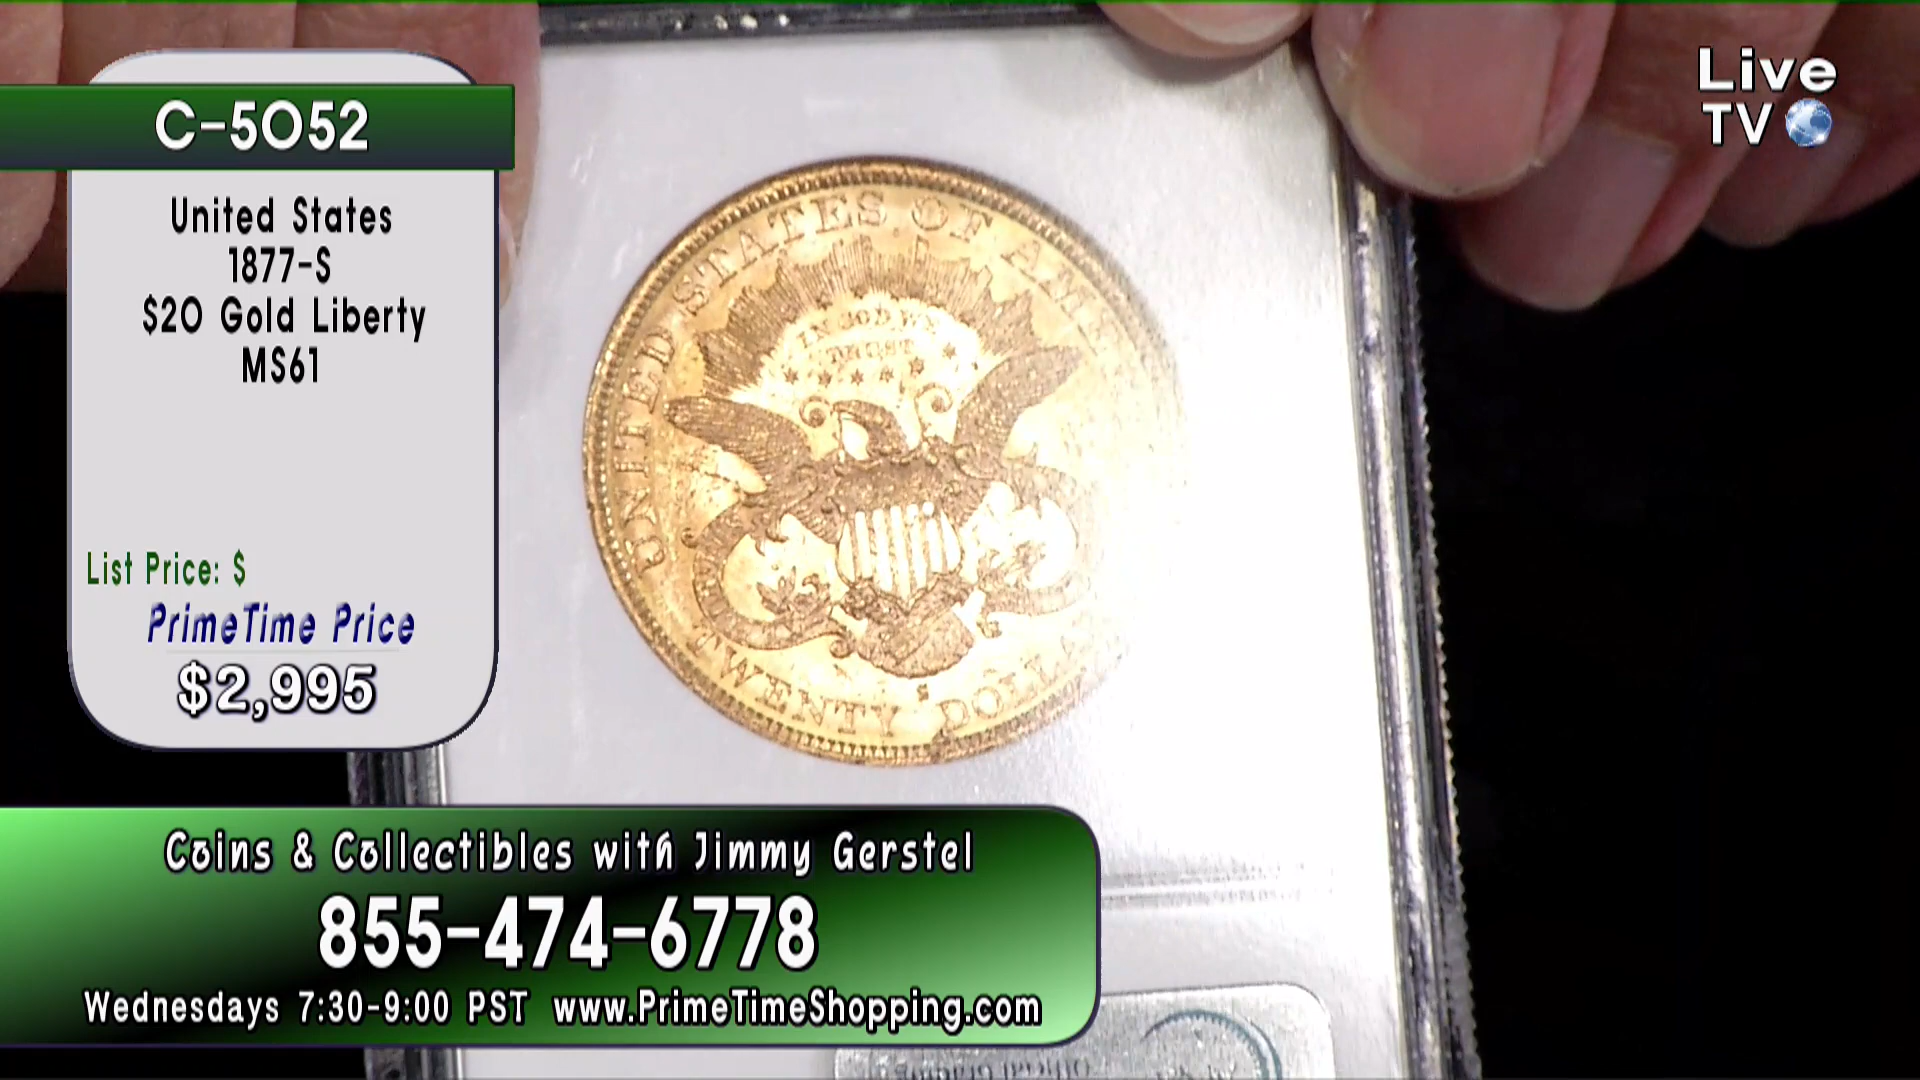 C-5052
United States
1877-S
$20 Gold Liberty
MS61
List Price: $
PrimeTime Price
$2,995
Live
TV
UNITED STATES OF AME
IN GOD WE
TRUST
S
TWENTY DOLLA
Coins & Collectibles with Jimmy Gerstel
855-474-6778
Wednesdays 7:30-9:00 PST www.PrimeTimeShopping.com